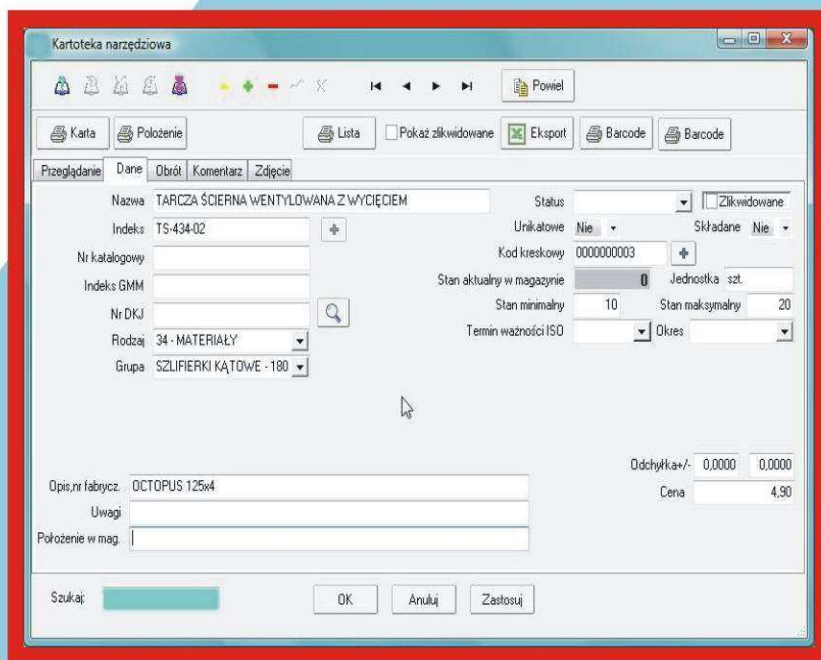 Kartoteka narzędziowa
Powiel
Karta Położenie Lista Pokaż zlikwidowane Eksport Barcode Barcode
Przeglądanie Dane Obrót Komentarz Zdjęcie
Nazwa TARCZA ŚCIERNA WENTYLOWANA Z WYCIĘCIEM Status Zlikwidowane
Indeks TS-434-02 Unikatowe Nie Składane Nie
Nr katalogowy Kod kreskowy 0000000003
Indeks GMM Stan aktualny w magazynie 0 Jednostka szt.
Nr DKJ Stan minimalny 10 Stan maksymalny 20
Rodzaj 34 - MATERIAŁY Termin ważności ISO Okres
Grupa SZLIFIERKI KĄTOWE - 180
Odchyłka+/- 0,0000 0,0000
Opis,nr fabrycz. OCTOPUS 125x4 Cena 4,90
Uwagi
Położenie w mag.
Szukaj: OK Anuluj Zastosuj